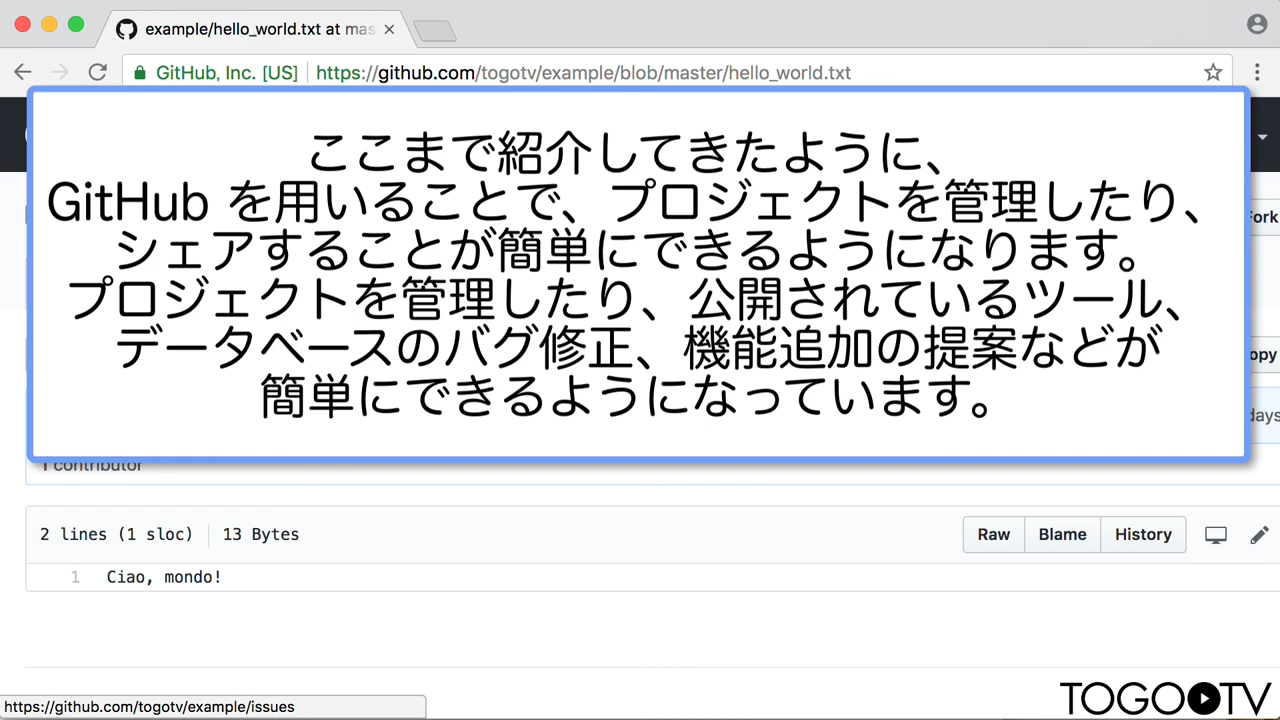 example/hello_world.txt at mas
GitHub, Inc. [US]
https://github.com/togotv/example/blob/master/hello_world.txt
ここまで紹介してきたように、
GitHub を用いることで、プロジェクトを管理したり、
シェアすることが簡単にできるようになります。
プロジェクトを管理したり、公開されているツール、
データベースのバグ修正、機能追加の提案などが
簡単にできるようになっています。
Fork
opy
days
1 contributor
2 lines (1 sloc) 13 Bytes
Raw Blame History
1 Ciao, mondo!
https://github.com/togotv/example/issues
TOGOTV